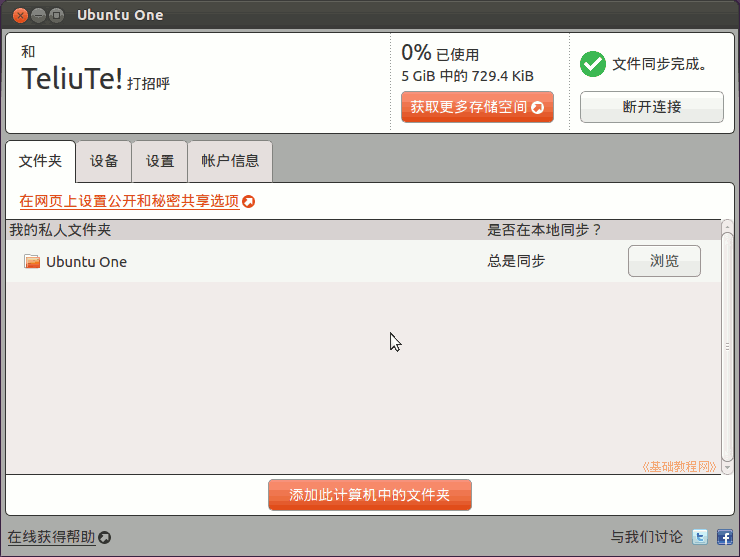 Ubuntu One
和
TeliuTe! 打招呼
0% 已使用
5 GiB 中的 729.4 KiB
获取更多存储空间
文件同步完成。
断开连接
文件夹 设备 设置 帐户信息
在网页上设置公开和秘密共享选项
我的私人文件夹 是否在本地同步？
Ubuntu One 总是同步 浏览
《基础教程网》
添加此计算机中的文件夹
在线获得帮助 与我们讨论